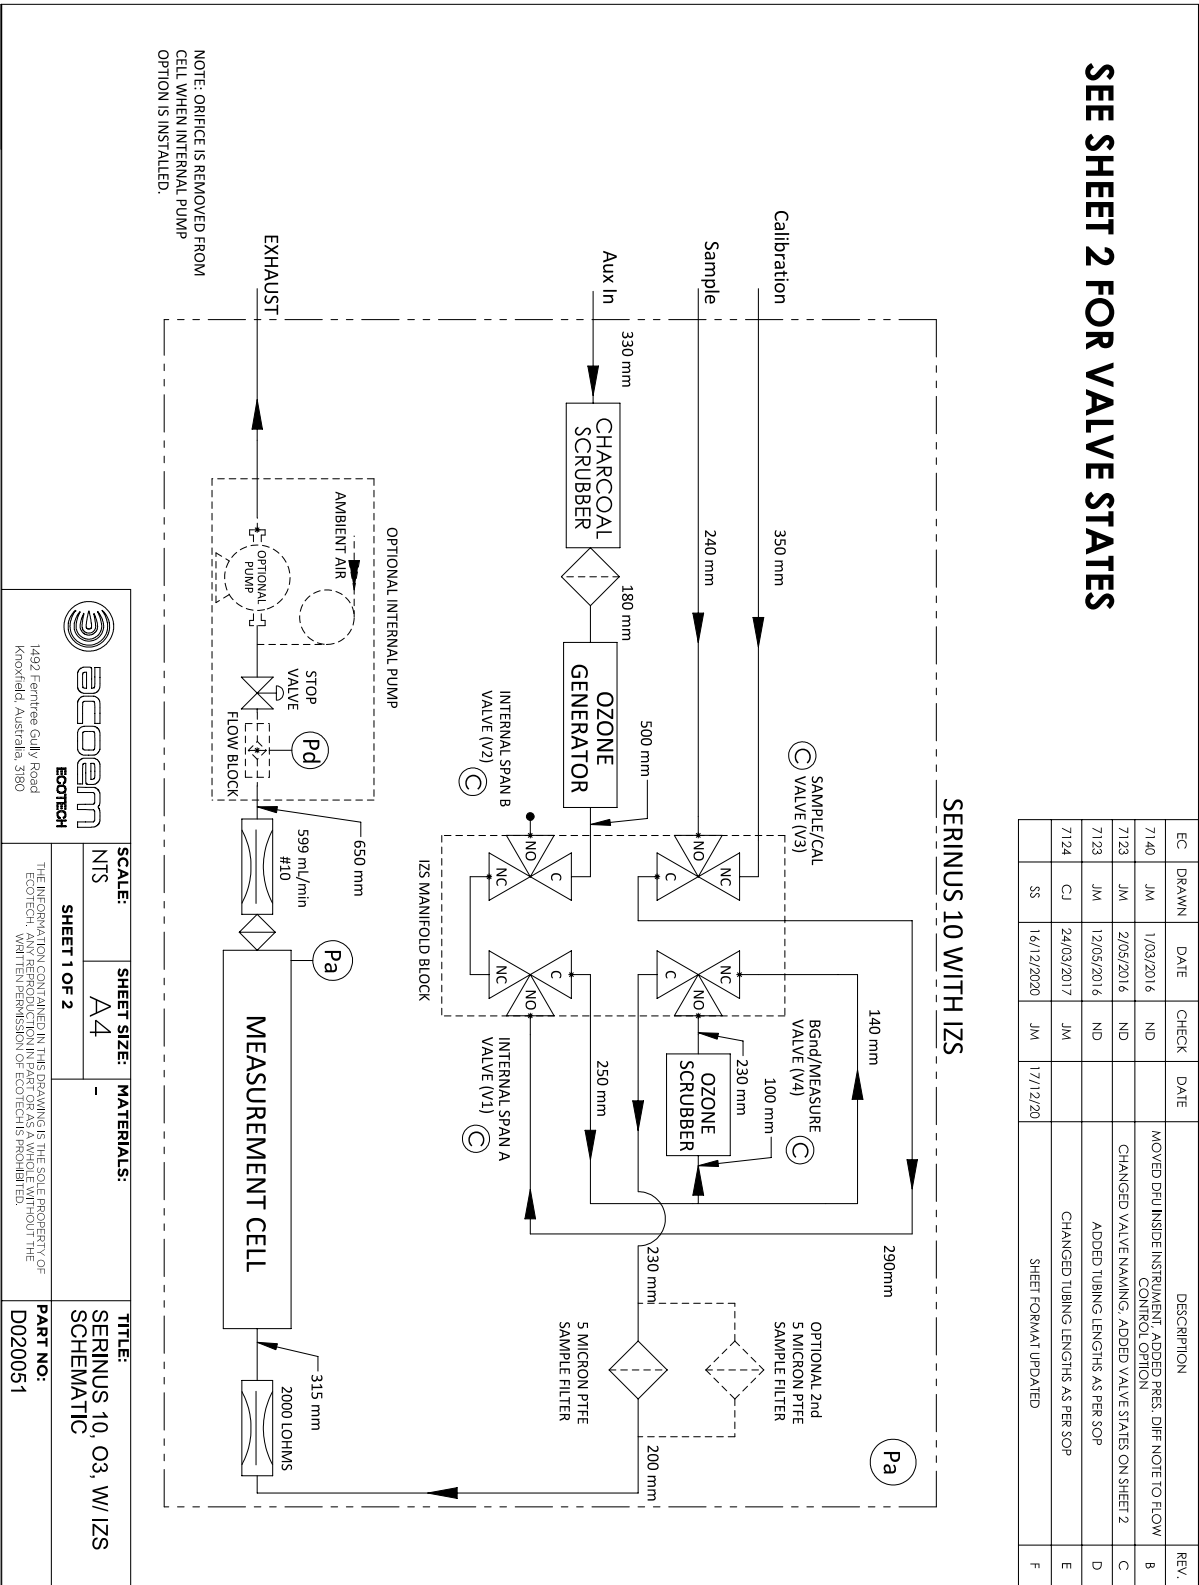 SEE SHEET 2 FOR VALVE STATES
EC DRAWN DATE CHECK DATE DESCRIPTION REV.
7140 JM 1/03/2016 ND MOVED DFU INSIDE INSTRUMENT, ADDED PRES. DIFF NOTE TO FLOW
CONTROL OPTION B
7123 JM 2/05/2016 ND CHANGED VALVE NAMING, ADDED VALVE STATES ON SHEET 2 C
7123 JM 12/05/2016 ND ADDED TUBING LENGTHS AS PER SOP D
7124 CJ 24/03/2017 JM CHANGED TUBING LENGTHS AS PER SOP E
SS 16/12/2020 JM 17/12/20 SHEET FORMAT UPDATED F
SERINUS 10 WITH IZS
Calibration
350 mm
Sample
240 mm
Aux In
330 mm
CHARCOAL
SCRUBBER
180 mm
OZONE
GENERATOR
500 mm
SAMPLE/CAL
VALVE (V3)
C
NO
C
INTERNAL SPAN B
VALVE (V2)
C
NO
C
NC
IZS MANIFOLD BLOCK
NC
C
NO
BGnd/MEASURE
VALVE (V4)
C
NC
C
NO
INTERNAL SPAN A
VALVE (V1)
C
140 mm
230 mm
100 mm
OZONE
SCRUBBER
250 mm
290mm
230 mm
OPTIONAL 2nd
5 MICRON PTFE
SAMPLE FILTER
5 MICRON PTFE
SAMPLE FILTER
200 mm
Pa
EXHAUST
OPTIONAL INTERNAL PUMP
AMBIENT AIR
OPTIONAL
PUMP
STOP
VALVE
FLOW BLOCK
Pd
650 mm
599 mL/min
#10
Pa
MEASUREMENT CELL
315 mm
2000 LOHMS
NOTE: ORIFICE IS REMOVED FROM
CELL WHEN INTERNAL PUMP
OPTION IS INSTALLED.
acoem
ECOTECH
1492 Ferntree Gully Road
Knoxfield, Australia, 3180
SCALE:
NTS
SHEET SIZE:
A4
MATERIALS:
-
TITLE:
SERINUS 10, O3, W/ IZS
SCHEMATIC
SHEET 1 OF 2
THE INFORMATION CONTAINED IN THIS DRAWING IS THE SOLE PROPERTY OF
ECOTECH. ANY REPRODUCTION IN PART OR AS A WHOLE WITHOUT THE
WRITTEN PERMISSION OF ECOTECH IS PROHIBITED.
PART NO:
D020051